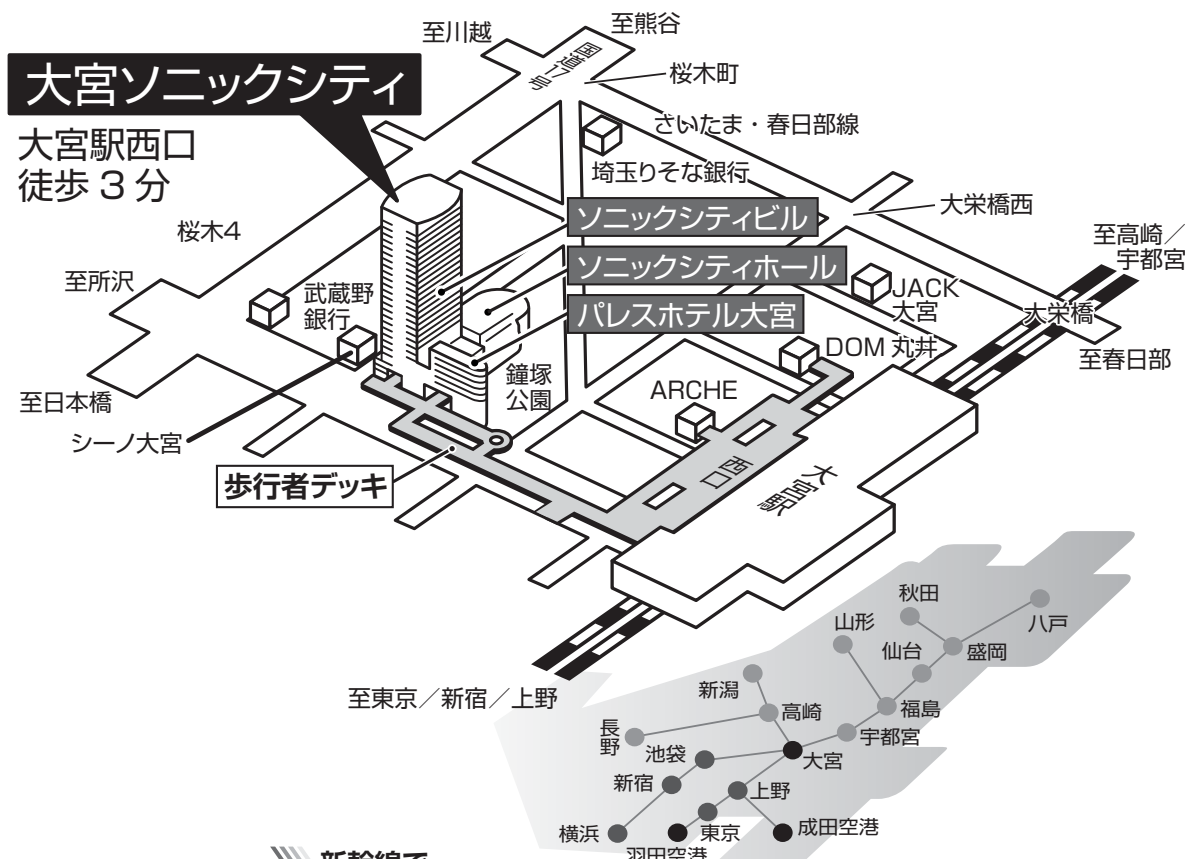 至川越
至熊谷
国道17号
桜木町
大宮ソニックシティ
大宮駅西口
徒歩 3 分
さいたま・春日部線
埼玉りそな銀行
大栄橋西
桜木4
ソニックシティビル
至高崎／
宇都宮
ソニックシティホール
至所沢
武蔵野
銀行
JACK
大宮
パレスホテル大宮
大栄橋
DOM 丸井
至春日部
鐘塚
公園
ARCHE
至日本橋
シーノ大宮
西口
大宮駅
歩行者デッキ
秋田
八戸
山形
仙台
盛岡
至東京／新宿／上野
新潟
高崎
福島
長野
宇都宮
池袋
大宮
新宿
上野
横浜
東京
成田空港
羽田空港
新幹線で